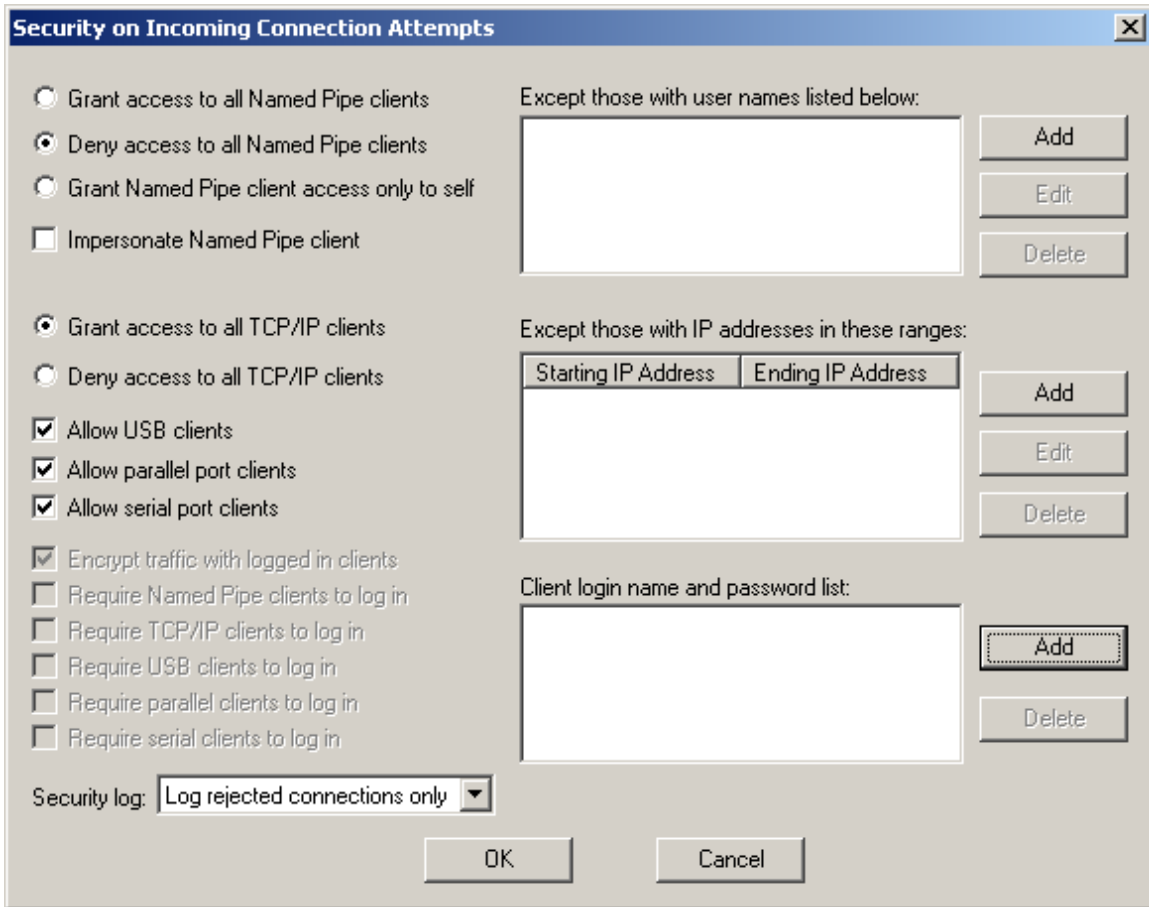 Security on Incoming Connection Attempts
Grant access to all Named Pipe clients
Deny access to all Named Pipe clients
Grant Named Pipe client access only to self
Impersonate Named Pipe client
Except those with user names listed below:
Add
Edit
Delete
Grant access to all TCP/IP clients
Deny access to all TCP/IP clients
Allow USB clients
Allow parallel port clients
Allow serial port clients
Except those with IP addresses in these ranges:
Starting IP Address Ending IP Address
Add
Edit
Delete
Encrypt traffic with logged in clients
Require Named Pipe clients to log in
Require TCP/IP clients to log in
Require USB clients to log in
Require parallel clients to log in
Require serial clients to log in
Client login name and password list:
Add
Delete
Security log: Log rejected connections only
OK Cancel